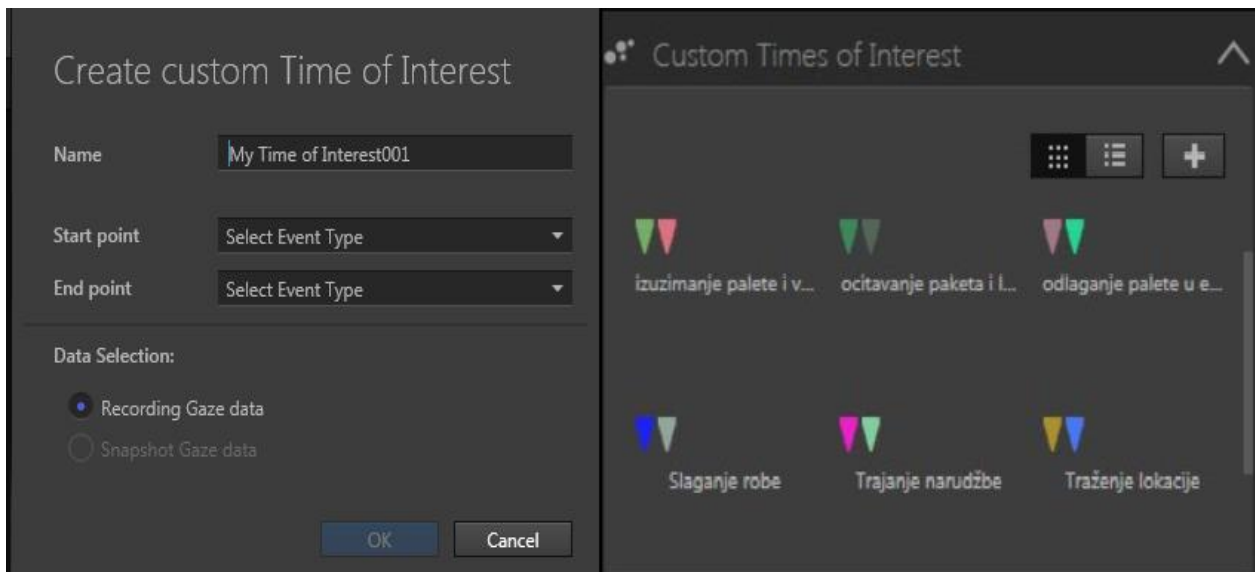 Create custom Time of Interest
Name
My Time of Interest001
Start point
Select Event Type
End point
Select Event Type
Data Selection:
Recording Gaze data
Snapshot Gaze data
OK
Cancel
Custom Times of Interest
izuzimanje palete i v...
ocitavanje paketa i l...
odlaganje palete u e...
Slaganje robe
Trajanje narudžbe
Traženje lokacije